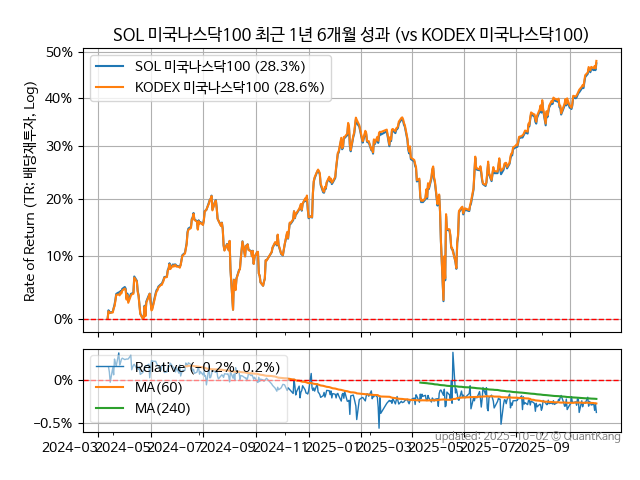 SOL 미국나스닥100 최근 1년 6개월 성과 (vs KODEX 미국나스닥100)
50%
SOL 미국나스닥100 (28.3%)
KODEX 미국나스닥100 (28.6%)
40%
30%
20%
10%
0%
Rate of Return (TR: 배당재투자, Log)
Relative (−0.2%, 0.2%)
0%
MA(60)
MA(240)
−0.5%
updated: 2025-10-02 © QuantKang
2024-03 2024-05 2024-07 2024-09 2024-11 2025-01 2025-03 2025-05 2025-07 2025-09